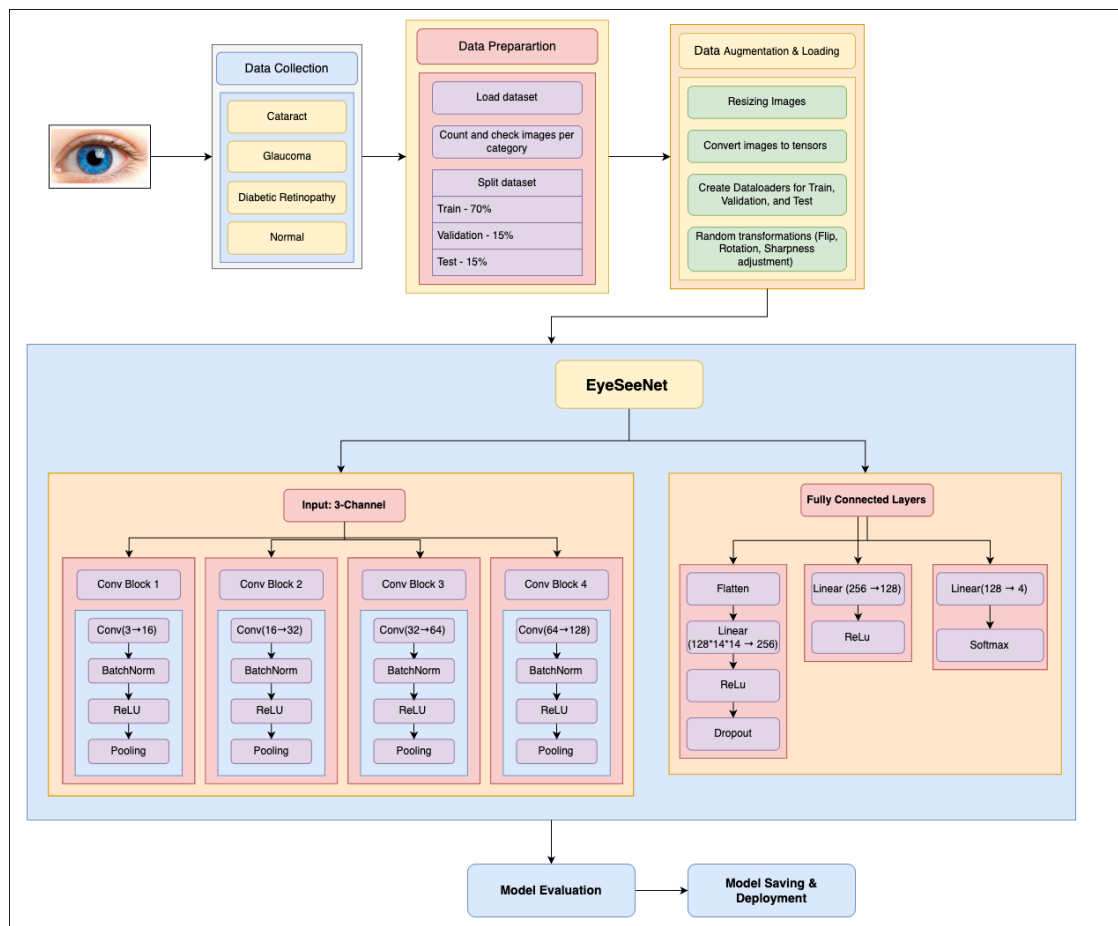 Data Collection
Cataract
Glaucoma
Diabetic Retinopathy
Normal
Data Preparartion
Load dataset
Count and check images per
category
Split dataset
Train - 70%
Validation - 15%
Test - 15%
Data Augmentation & Loading
Resizing Images
Convert images to tensors
Create Dataloaders for Train,
Validation, and Test
Random transformations (Flip,
Rotation, Sharpness
adjustment)
EyeSeeNet
Input: 3-Channel
Conv Block 1
Conv(3→16)
BatchNorm
ReLU
Pooling
Conv Block 2
Conv(16→32)
BatchNorm
ReLU
Pooling
Conv Block 3
Conv(32→64)
BatchNorm
ReLU
Pooling
Conv Block 4
Conv(64→128)
BatchNorm
ReLU
Pooling
Fully Connected Layers
Flatten
Linear
(128*14*14 → 256)
ReLu
Dropout
Linear (256 →128)
ReLu
Linear(128 → 4)
Softmax
Model Evaluation
Model Saving &
Deployment